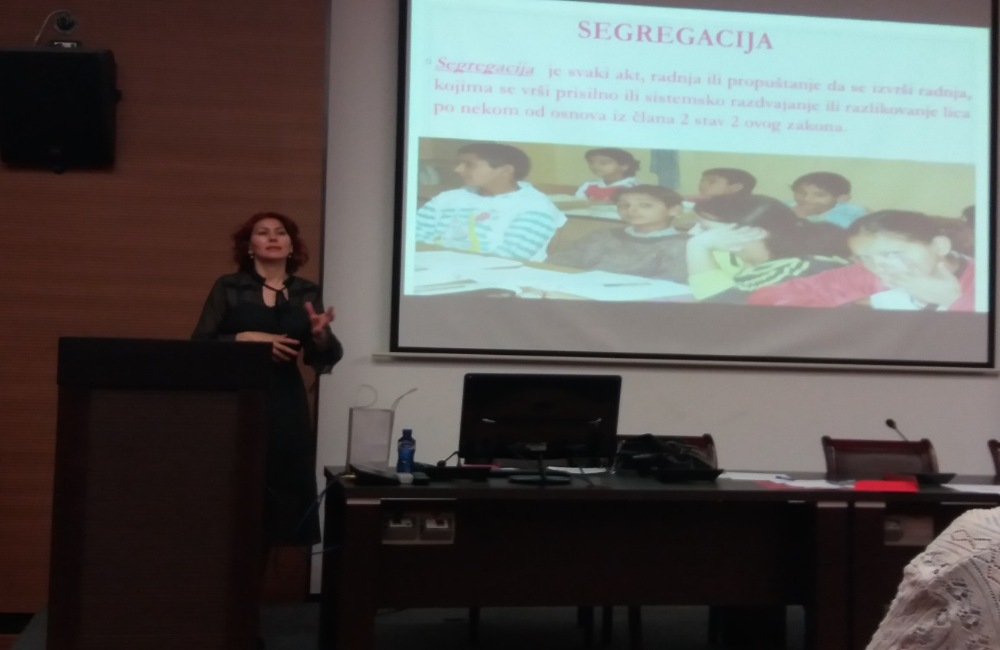 SEGREGACIJA
Segregacija je svaki akt, radnja ili propuštanje da se izvrši radnja,
kojima se vrši prisilno ili sistemsko razdvajanje ili razlikovanje lica
po nekom od osnova iz člana 2 stav 2 ovog zakona.